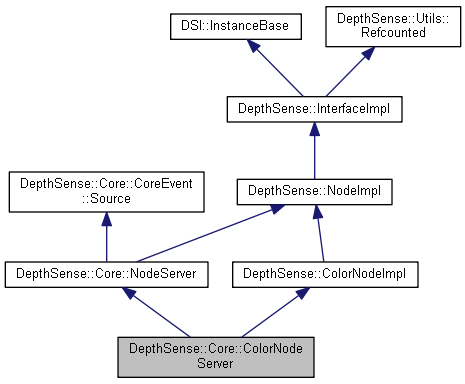 DSI::InstanceBase
DepthSense::Utils::
Refcounted
DepthSense::InterfaceImpl
DepthSense::Core::CoreEvent
::Source
DepthSense::NodeImpl
DepthSense::Core::NodeServer
DepthSense::ColorNodeImpl
DepthSense::Core::ColorNode
Server